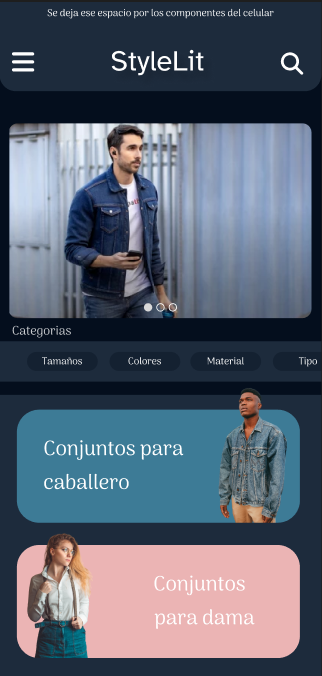 Se deja ese espacio por los componentes del celular
StyleLit
Categorias
Tamaños
Colores
Material
Tipo
Conjuntos para
caballero
Conjuntos
para dama